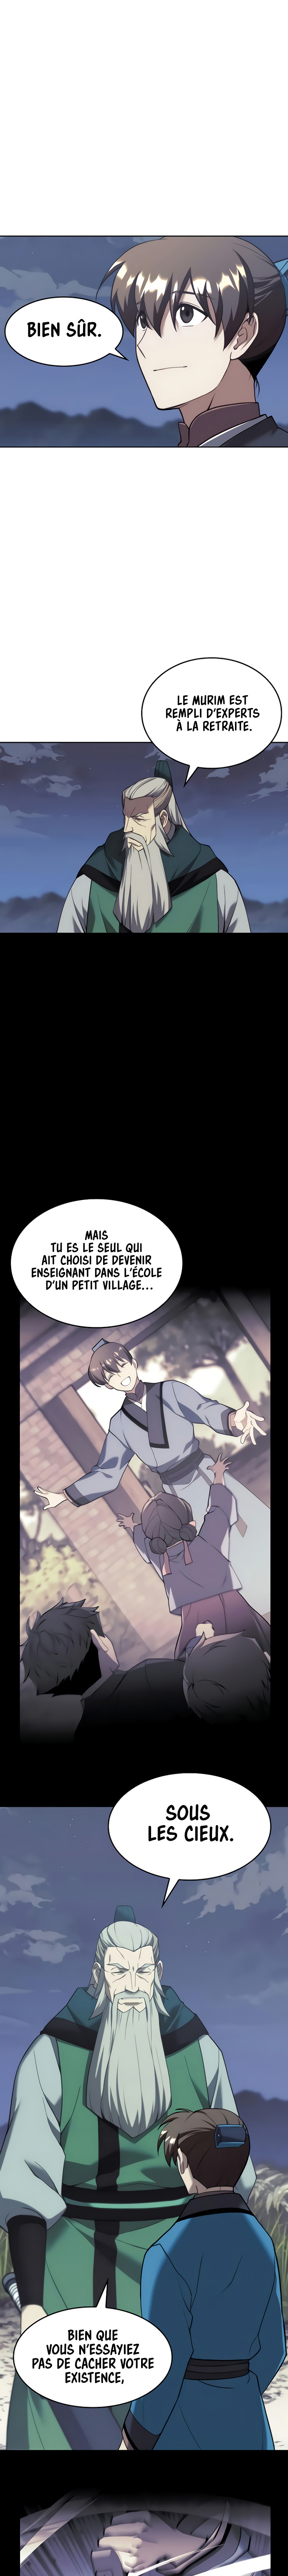 BIEN SÛR.
LE MURIM EST
REMPLI D'EXPERTS
À LA RETRAITE.
MAIS
TU ES LE SEUL QUI
AIT CHOISI DE DEVENIR
ENSEIGNANT DANS L'ÉCOLE
D'UN PETIT VILLAGE...
SOUS
LES CIEUX.
BIEN QUE
VOUS N'ESSAYIEZ
PAS DE CACHER VOTRE
EXISTENCE,